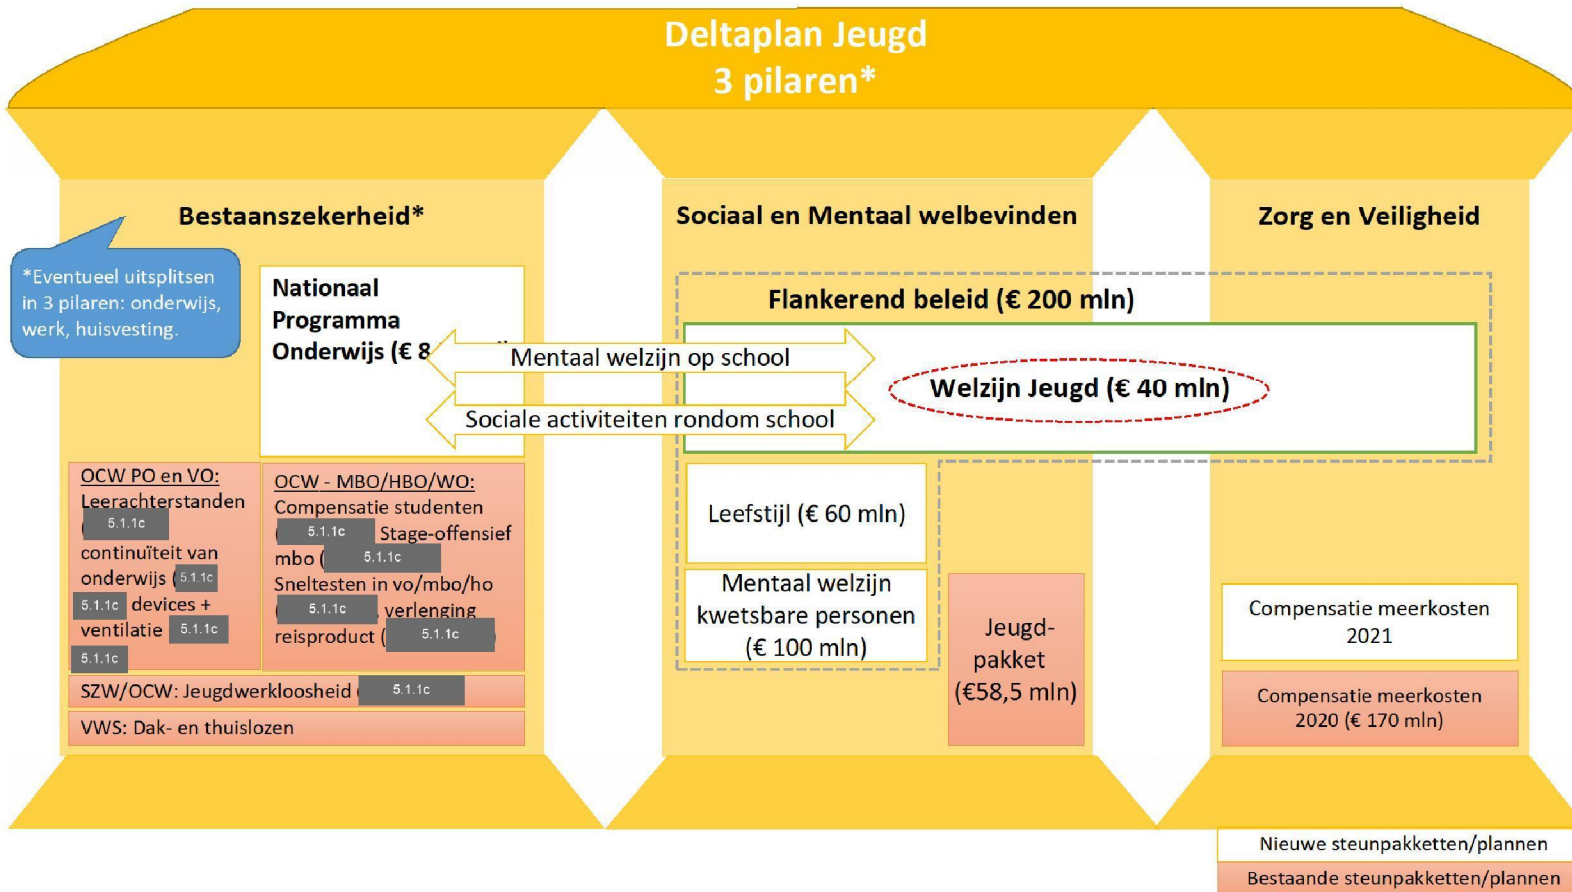 Deltaplan Jeugd
3 pilaren*
Bestaanszekerheid*
*Eventueel uitsplitsen
in 3 pilaren: onderwijs,
werk, huisvesting.
Nationaal
Programma
Onderwijs (€ 8
Mentaal welzijn op school
Sociale activiteiten rondom school
OCW PO en VO:
Leerachterstanden
( 5.1.1c
continuïteit van
onderwijs ( 5.1.1c
5.1.1c devices +
ventilatie 5.1.1c
5.1.1c
OCW - MBO/HBO/WO:
Compensatie studenten
( 5.1.1c Stage-offensief
mbo ( 5.1.1c
Sneltesten in vo/mbo/ho
( 5.1.1c , verlenging
reisproduct ( 5.1.1c )
SZW/OCW: Jeugdwerkloosheid ( 5.1.1c
VWS: Dak- en thuislozen
Sociaal en Mentaal welbevinden
Flankerend beleid (€ 200 mln)
Welzijn Jeugd (€ 40 mln)
Leefstijl (€ 60 mln)
Mentaal welzijn
kwetsbare personen
(€ 100 mln)
Jeugd-
pakket
(€58,5 mln)
Zorg en Veiligheid
Compensatie meerkosten
2021
Compensatie meerkosten
2020 (€ 170 mln)
Nieuwe steunpakketten/plannen
Bestaande steunpakketten/plannen